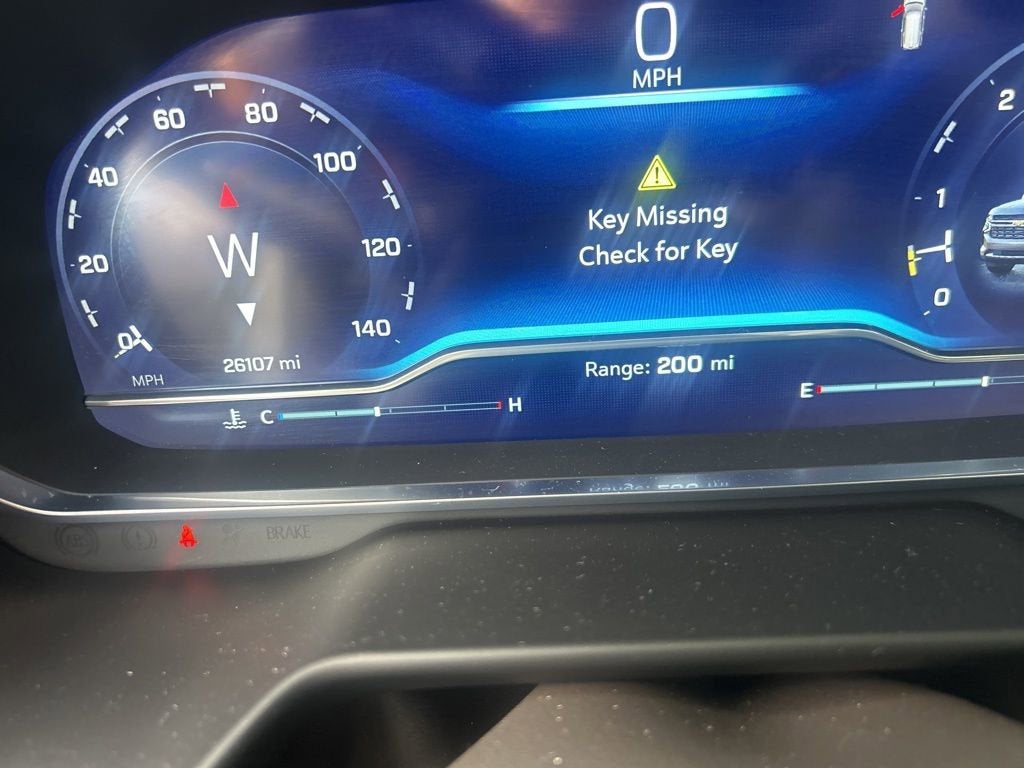 0
MPH
60 80
40 100
20 120
0 140
W
26107 mi
MPH
Key Missing
Check for Key
2
1
0
Range: 200 mi
C H
E
BRAKE